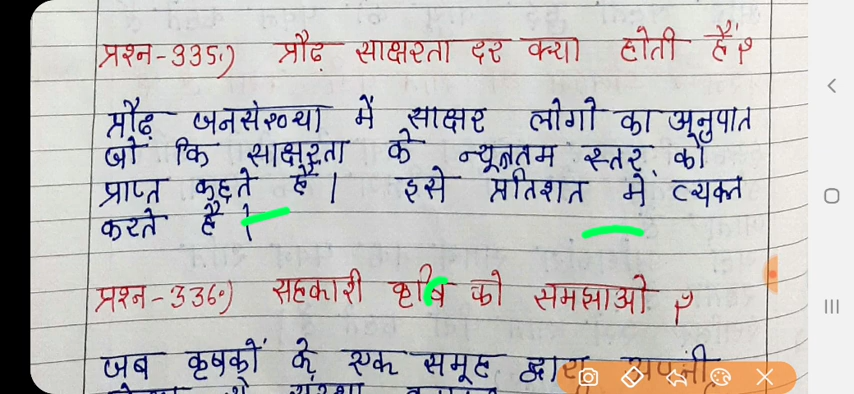 प्रश्न-335.) प्रौढ़ साक्षरता दर क्या होती हैं?
प्रौढ़ जनसंख्या में साक्षर लोगो का अनुपात
जो कि साक्षरता के न्यूनतम स्तर को
प्राप्त कहते हैं। इसे प्रतिशत में व्यक्त
करते हैं।
प्रश्न-336.) सहकारी कृषि को समझाओ ?
जब कृषकों के एक समूह द्वारा अपनी